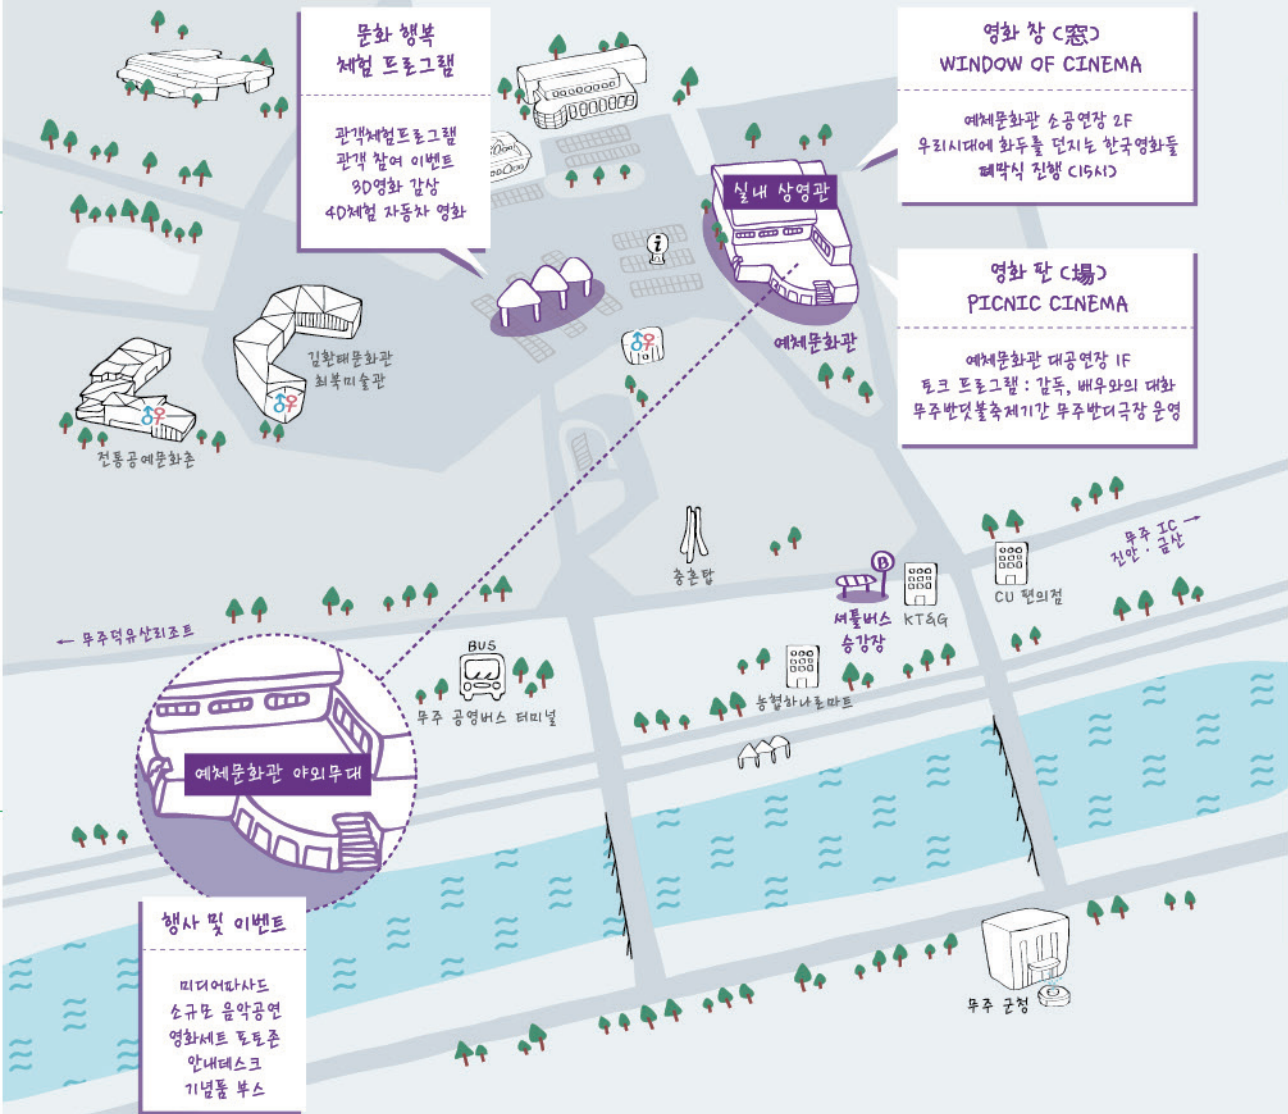 문화 행복
체험 프로그램
관객체험프로그램
관객 참여 이벤트
3D영화 감상
4D체험 자동차 영화
영화 창 (窓)
WINDOW OF CINEMA
예체문화관 소공연장 2F
우리시대에 화두를 던지는 한국영화들
폐막식 진행 (15시)
실내 상영관
i
영화 판 (場)
PICNIC CINEMA
예체문화관 대공연장 1F
토크 프로그램 : 감독, 배우와의 대화
무주반딧불축제기간 무주반디극장 운영
예체문화관
김환태문화관
최북미술관
전통공예문화촌
충혼탑
무주 IC →
진안 · 금산
B
셔틀버스
승강장
KT&G
CU 편의점
← 무주덕유산리조트
BUS
무주 공영버스 터미널
농협하나로마트
예체문화관 야외무대
행사 및 이벤트
미디어파사드
소규모 음악공연
영화세트 포토존
안내데스크
기념품 부스
무주 군청